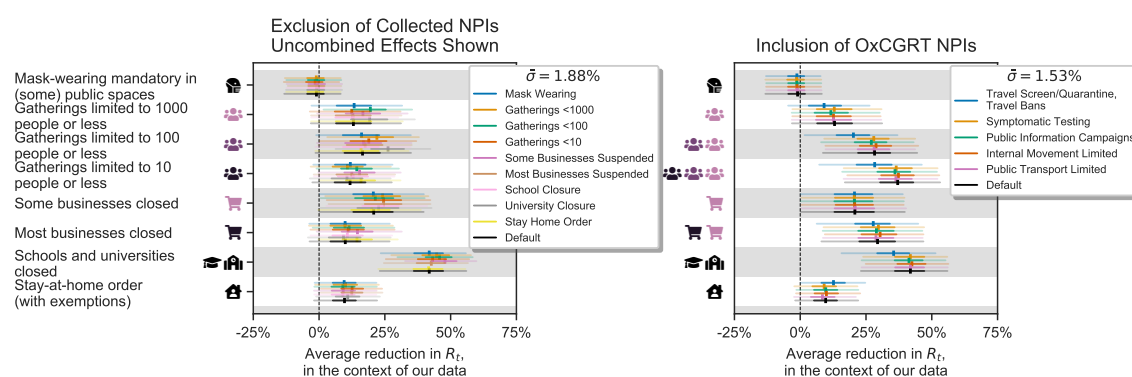 Exclusion of Collected NPIs
Uncombined Effects Shown
Inclusion of OxCGRT NPIs
Mask-wearing mandatory in
(some) public spaces
Gatherings limited to 1000
people or less
Gatherings limited to 100
people or less
Gatherings limited to 10
people or less
Some businesses closed
Most businesses closed
Schools and universities
closed
Stay-at-home order
(with exemptions)
σ̄ = 1.88%
Mask Wearing
Gatherings <1000
Gatherings <100
Gatherings <10
Some Businesses Suspended
Most Businesses Suspended
School Closure
University Closure
Stay Home Order
Default
σ̄ = 1.53%
Travel Screen/Quarantine,
Travel Bans
Symptomatic Testing
Public Information Campaigns
Internal Movement Limited
Public Transport Limited
Default
-25% 0% 25% 50% 75%
Average reduction in Rt,
in the context of our data
-25% 0% 25% 50% 75%
Average reduction in Rt,
in the context of our data